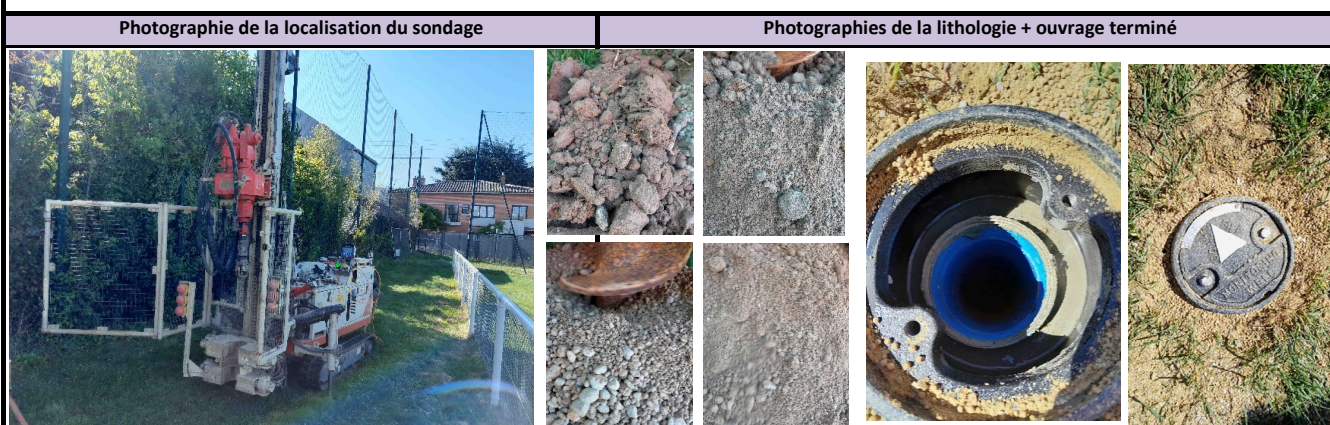 Photographie de la localisation du sondage
Photographies de la lithologie + ouvrage terminé